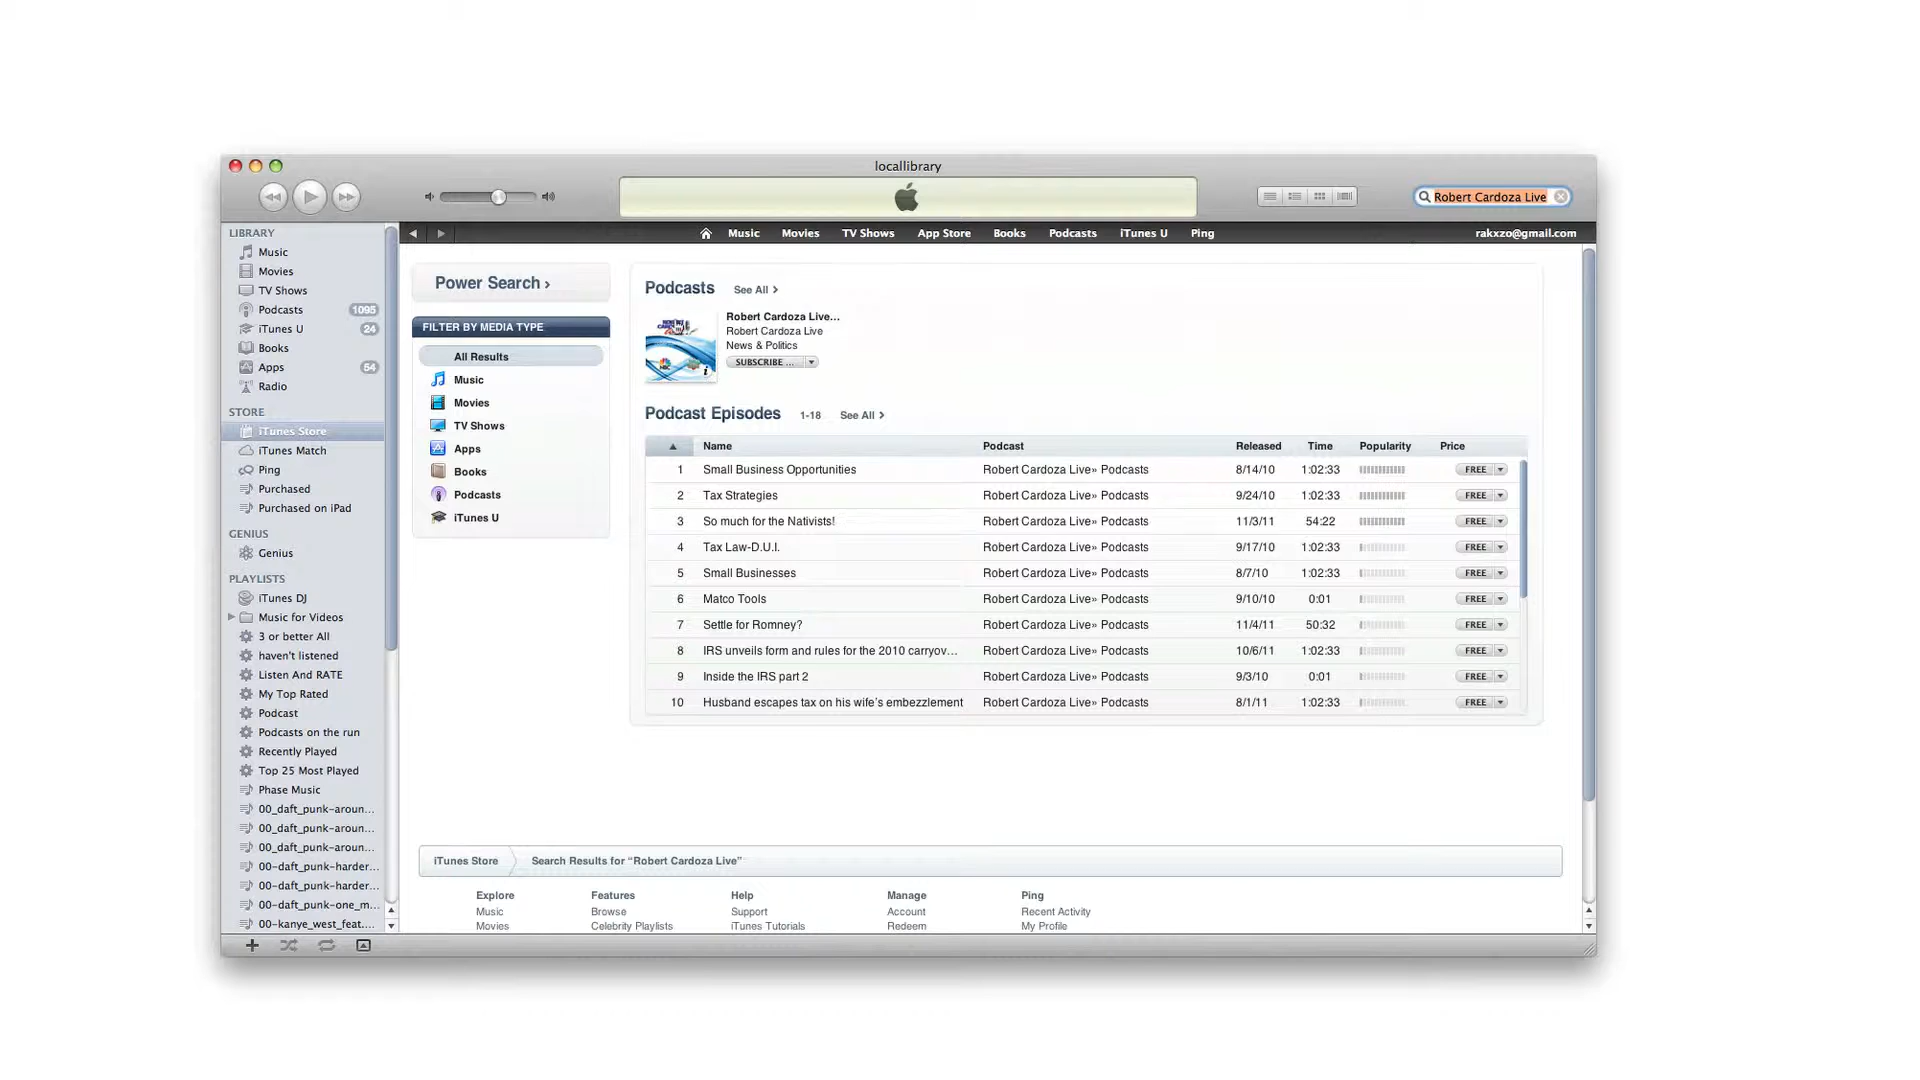 locallibrary
Robert Cardoza Live
Music Movies TV Shows App Store Books Podcasts iTunes U Ping
rakxzo@gmail.com
LIBRARY
Music
Movies
TV Shows
Podcasts 1095
iTunes U 24
Books
Apps 54
Radio
STORE
iTunes Store
iTunes Match
Ping
Purchased
Purchased on iPad
GENIUS
Genius
PLAYLISTS
iTunes DJ
Music for Videos
3 or better All
haven't listened
Listen And RATE
My Top Rated
Podcast
Podcasts on the run
Recently Played
Top 25 Most Played
Phase Music
00_daft_punk-aroun...
00_daft_punk-aroun...
00_daft_punk-aroun...
00-daft_punk-harder...
00-daft_punk-harder...
00-daft_punk-one_m...
00-kanye_west_feat....
Power Search ›
FILTER BY MEDIA TYPE
All Results
Music
Movies
TV Shows
Apps
Books
Podcasts
iTunes U
Podcasts See All ›
Robert Cardoza Live...
Robert Cardoza Live
News & Politics
SUBSCRIBE ...
Podcast Episodes 1-18 See All ›
Name Podcast Released Time Popularity Price
1 Small Business Opportunities Robert Cardoza Live» Podcasts 8/14/10 1:02:33 FREE
2 Tax Strategies Robert Cardoza Live» Podcasts 9/24/10 1:02:33 FREE
3 So much for the Nativists! Robert Cardoza Live» Podcasts 11/3/11 54:22 FREE
4 Tax Law-D.U.I. Robert Cardoza Live» Podcasts 9/17/10 1:02:33 FREE
5 Small Businesses Robert Cardoza Live» Podcasts 8/7/10 1:02:33 FREE
6 Matco Tools Robert Cardoza Live» Podcasts 9/10/10 0:01 FREE
7 Settle for Romney? Robert Cardoza Live» Podcasts 11/4/11 50:32 FREE
8 IRS unveils form and rules for the 2010 carryov... Robert Cardoza Live» Podcasts 10/6/11 1:02:33 FREE
9 Inside the IRS part 2 Robert Cardoza Live» Podcasts 9/3/10 0:01 FREE
10 Husband escapes tax on his wife's embezzlement Robert Cardoza Live» Podcasts 8/1/11 1:02:33 FREE
iTunes Store Search Results for “Robert Cardoza Live”
Explore Features Help Manage Ping
Music Browse Support Account Recent Activity
Movies Celebrity Playlists iTunes Tutorials Redeem My Profile